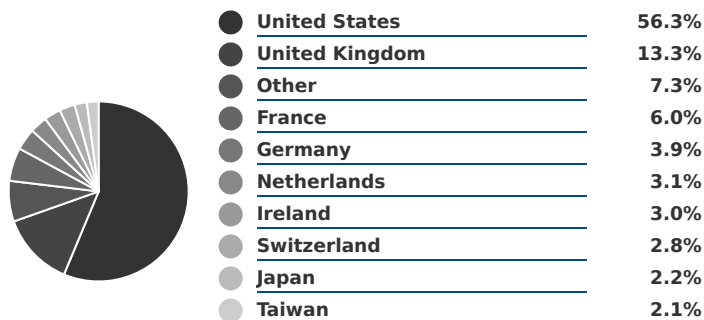 United States 56.3%
United Kingdom 13.3%
Other 7.3%
France 6.0%
Germany 3.9%
Netherlands 3.1%
Ireland 3.0%
Switzerland 2.8%
Japan 2.2%
Taiwan 2.1%